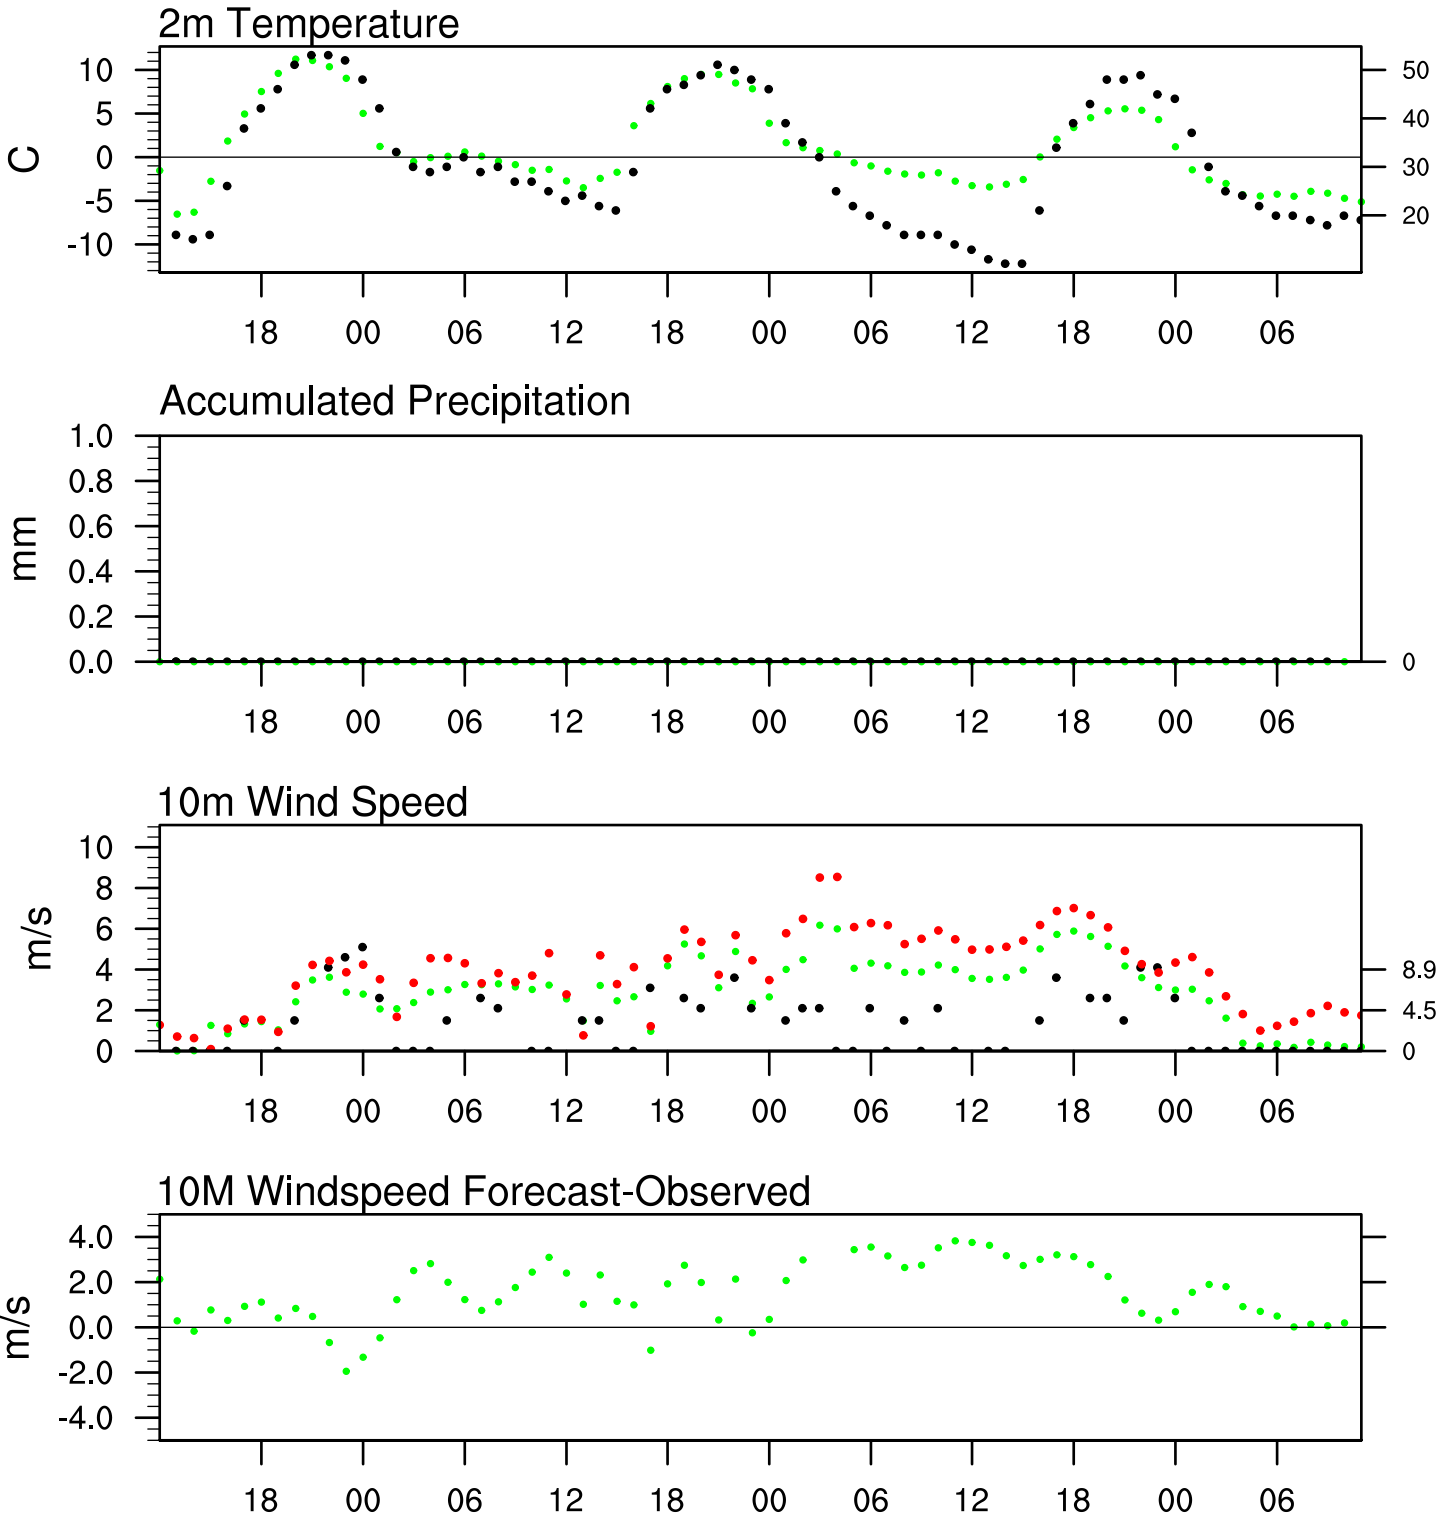 2m Temperature
C
10
5
0
-5
-10
50
40
30
20
18 00 06 12 18 00 06 12 18 00 06
Accumulated Precipitation
mm
1.0
0.8
0.6
0.4
0.2
0.0
0
18 00 06 12 18 00 06 12 18 00 06
10m Wind Speed
m/s
10
8
6
4
2
0
8.9
4.5
0
18 00 06 12 18 00 06 12 18 00 06
10M Windspeed Forecast-Observed
m/s
4.0
2.0
0.0
-2.0
-4.0
18 00 06 12 18 00 06 12 18 00 06